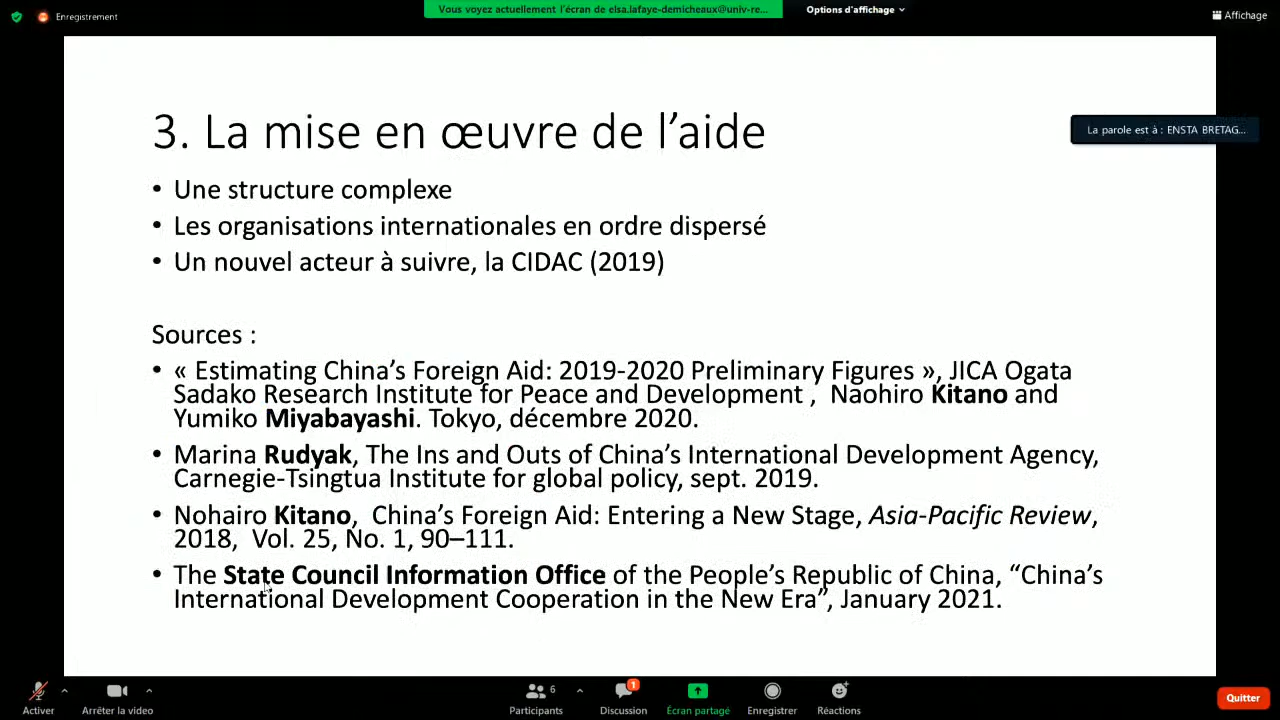 Enregistrement
Vous voyez actuellement l'écran de elsa.lafaye-demicheaux@univ-re...
Options d'affichage
Affichage
La parole est à : ENSTA BRETAG...
3. La mise en œuvre de l'aide
• Une structure complexe
• Les organisations internationales en ordre dispersé
• Un nouvel acteur à suivre, la CIDAC (2019)
Sources :
• « Estimating China's Foreign Aid: 2019-2020 Preliminary Figures », JICA Ogata
Sadako Research Institute for Peace and Development , Naohiro Kitano and
Yumiko Miyabayashi. Tokyo, décembre 2020.
• Marina Rudyak, The Ins and Outs of China's International Development Agency,
Carnegie-Tsingtua Institute for global policy, sept. 2019.
• Nohairo Kitano, China's Foreign Aid: Entering a New Stage, Asia-Pacific Review,
2018, Vol. 25, No. 1, 90–111.
• The State Council Information Office of the People's Republic of China, “China's
International Development Cooperation in the New Era”, January 2021.
Activer
Arrêter la video
6
Participants
1
Discussion
Écran partagé
Enregistrer
Réactions
Quitter